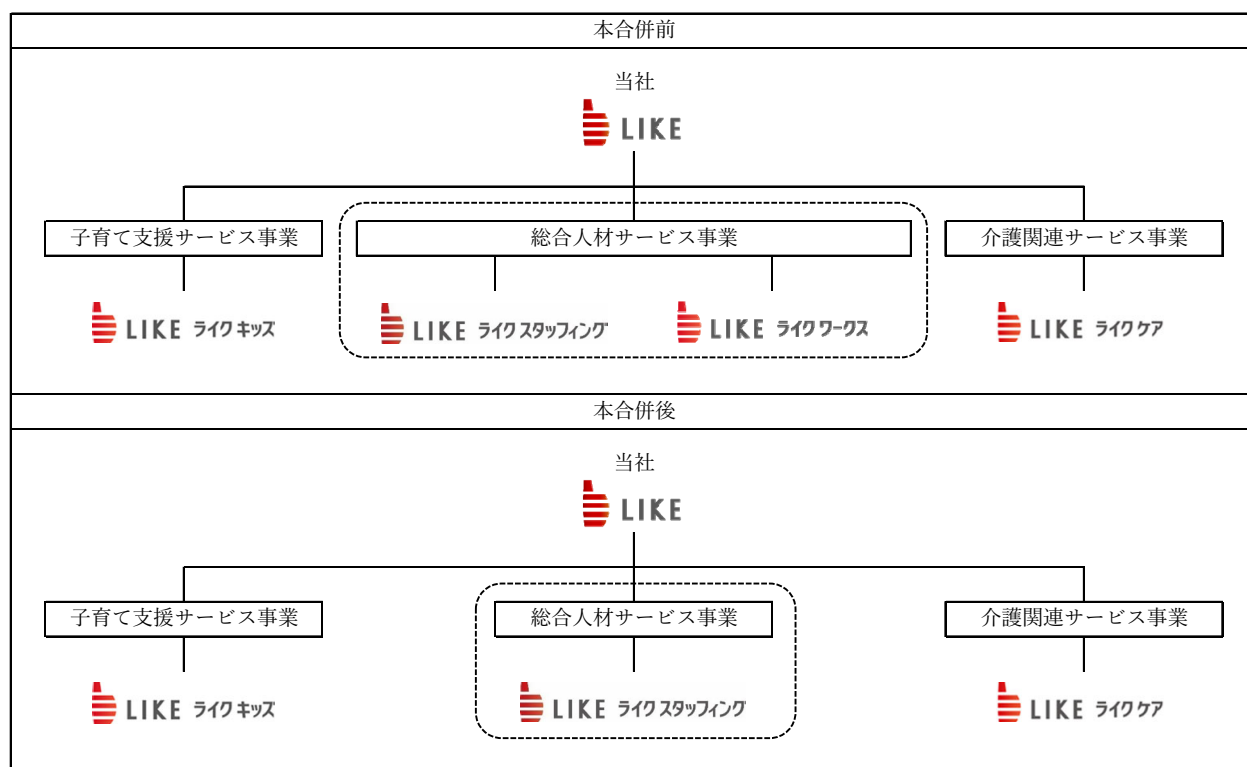 本合併前
当社
LIKE
子育て支援サービス事業
総合人材サービス事業
介護関連サービス事業
LIKE ライクキッズ
LIKE ライクスタッフィング
LIKE ライクワークス
LIKE ライクケア
本合併後
当社
LIKE
子育て支援サービス事業
総合人材サービス事業
介護関連サービス事業
LIKE ライクキッズ
LIKE ライクスタッフィング
LIKE ライクケア